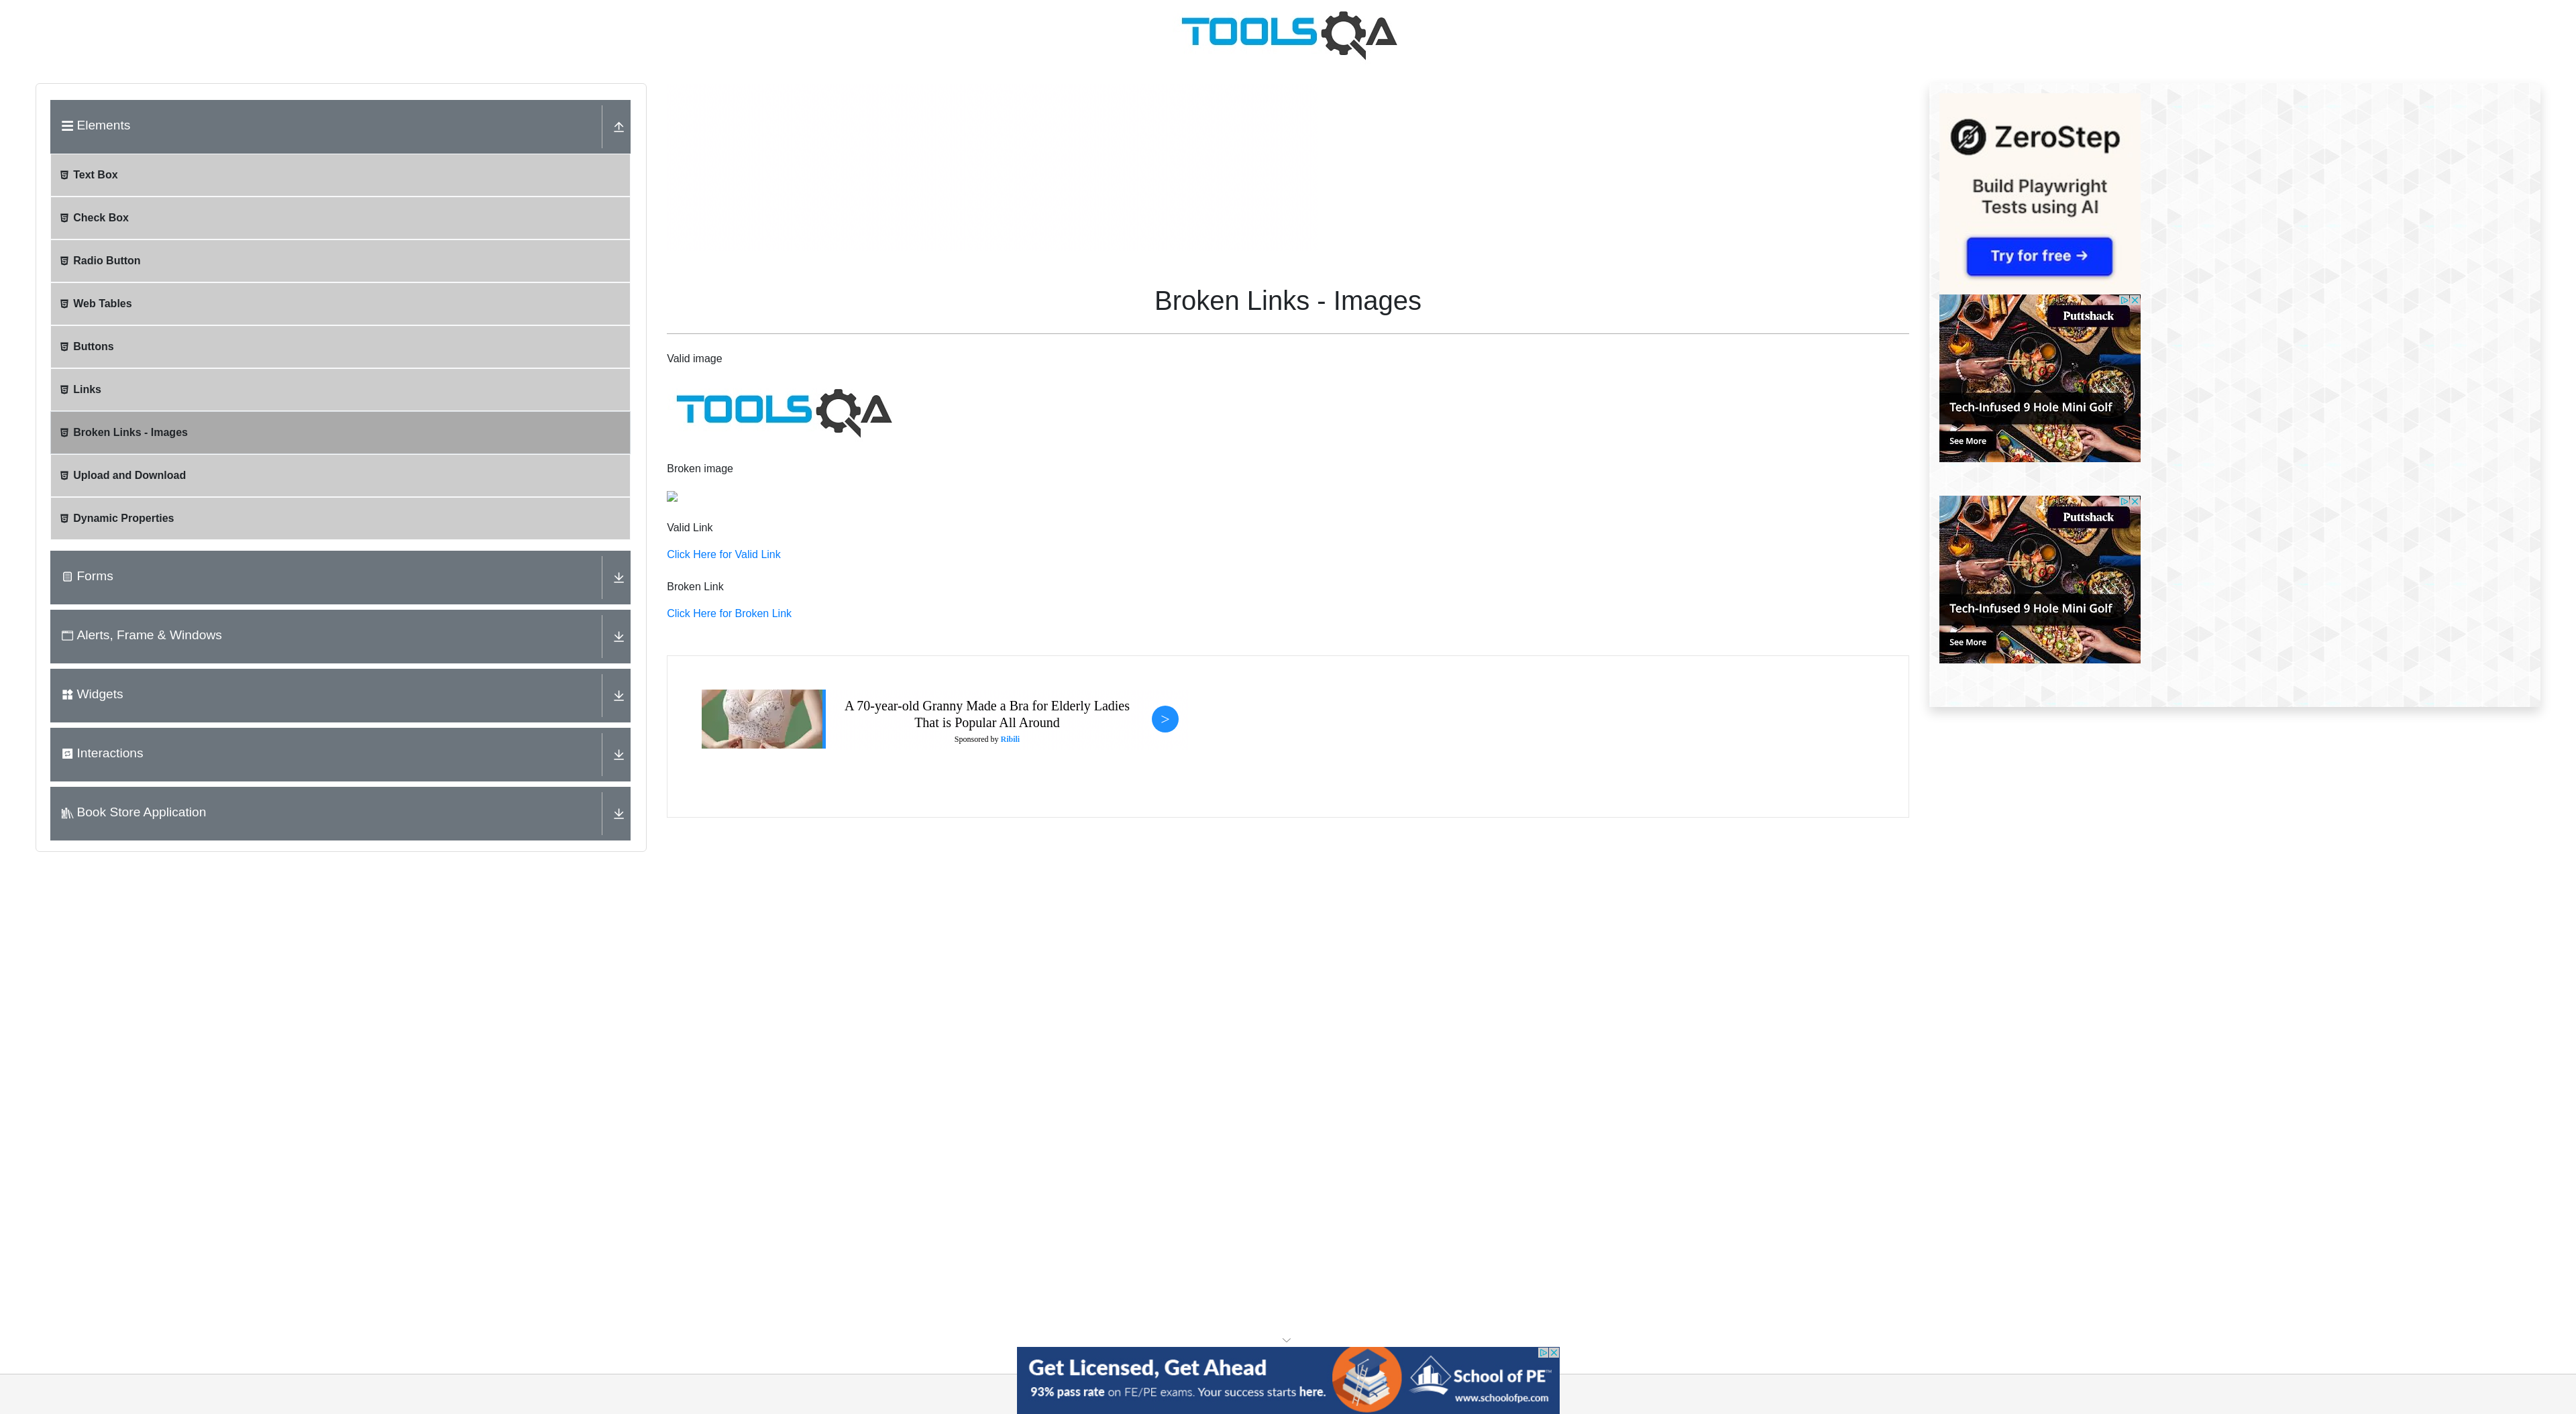 TOOLSQA
Elements
Text Box
Check Box
Radio Button
Web Tables
Buttons
Links
Broken Links - Images
Upload and Download
Dynamic Properties
Forms
Alerts, Frame & Windows
Widgets
Interactions
Book Store Application
Broken Links - Images
Valid image
TOOLSQA
Broken image
Valid Link
Click Here for Valid Link
Broken Link
Click Here for Broken Link
A 70-year-old Granny Made a Bra for Elderly Ladies
That is Popular All Around
Sponsored by Ribili
>
ZeroStep
Build Playwright
Tests using AI
Try for free →
Puttshack
Tech-Infused 9 Hole Mini Golf
See More
Puttshack
Tech-Infused 9 Hole Mini Golf
See More
Get Licensed, Get Ahead
93% pass rate on FE/PE exams. Your success starts here.
School of PE™
www.schoolofpe.com